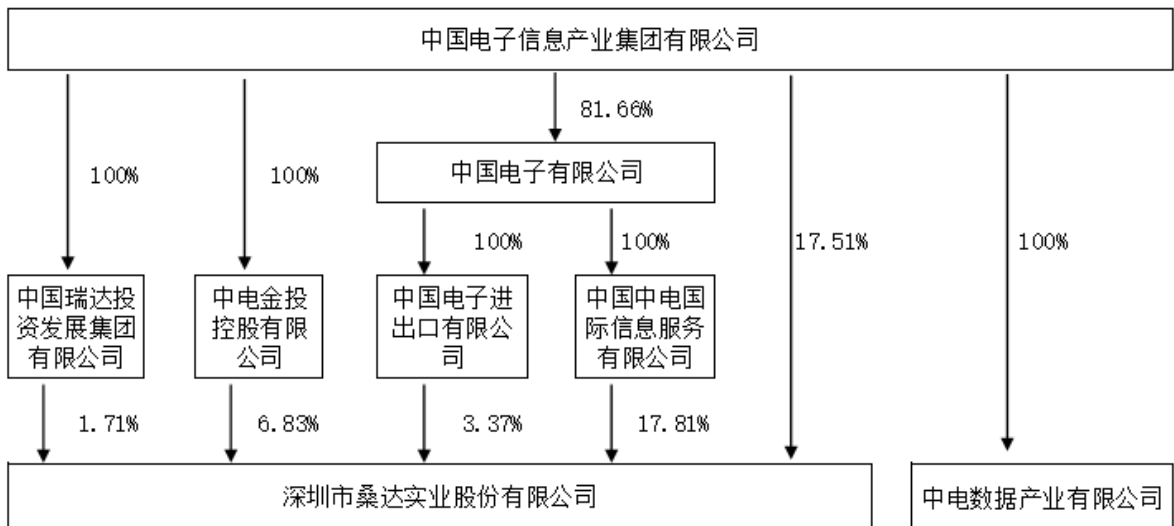 中国电子信息产业集团有限公司
81.66%
中国电子有限公司
100%
100%
100%
100%
17.51%
100%
中国瑞达投
资发展集团
有限公司
中电金投
控股有限
公司
中国电子进
出口有限公
司
中国中电国
际信息服务
有限公司
1.71%
6.83%
3.37%
17.81%
深圳市桑达实业股份有限公司
中电数据产业有限公司